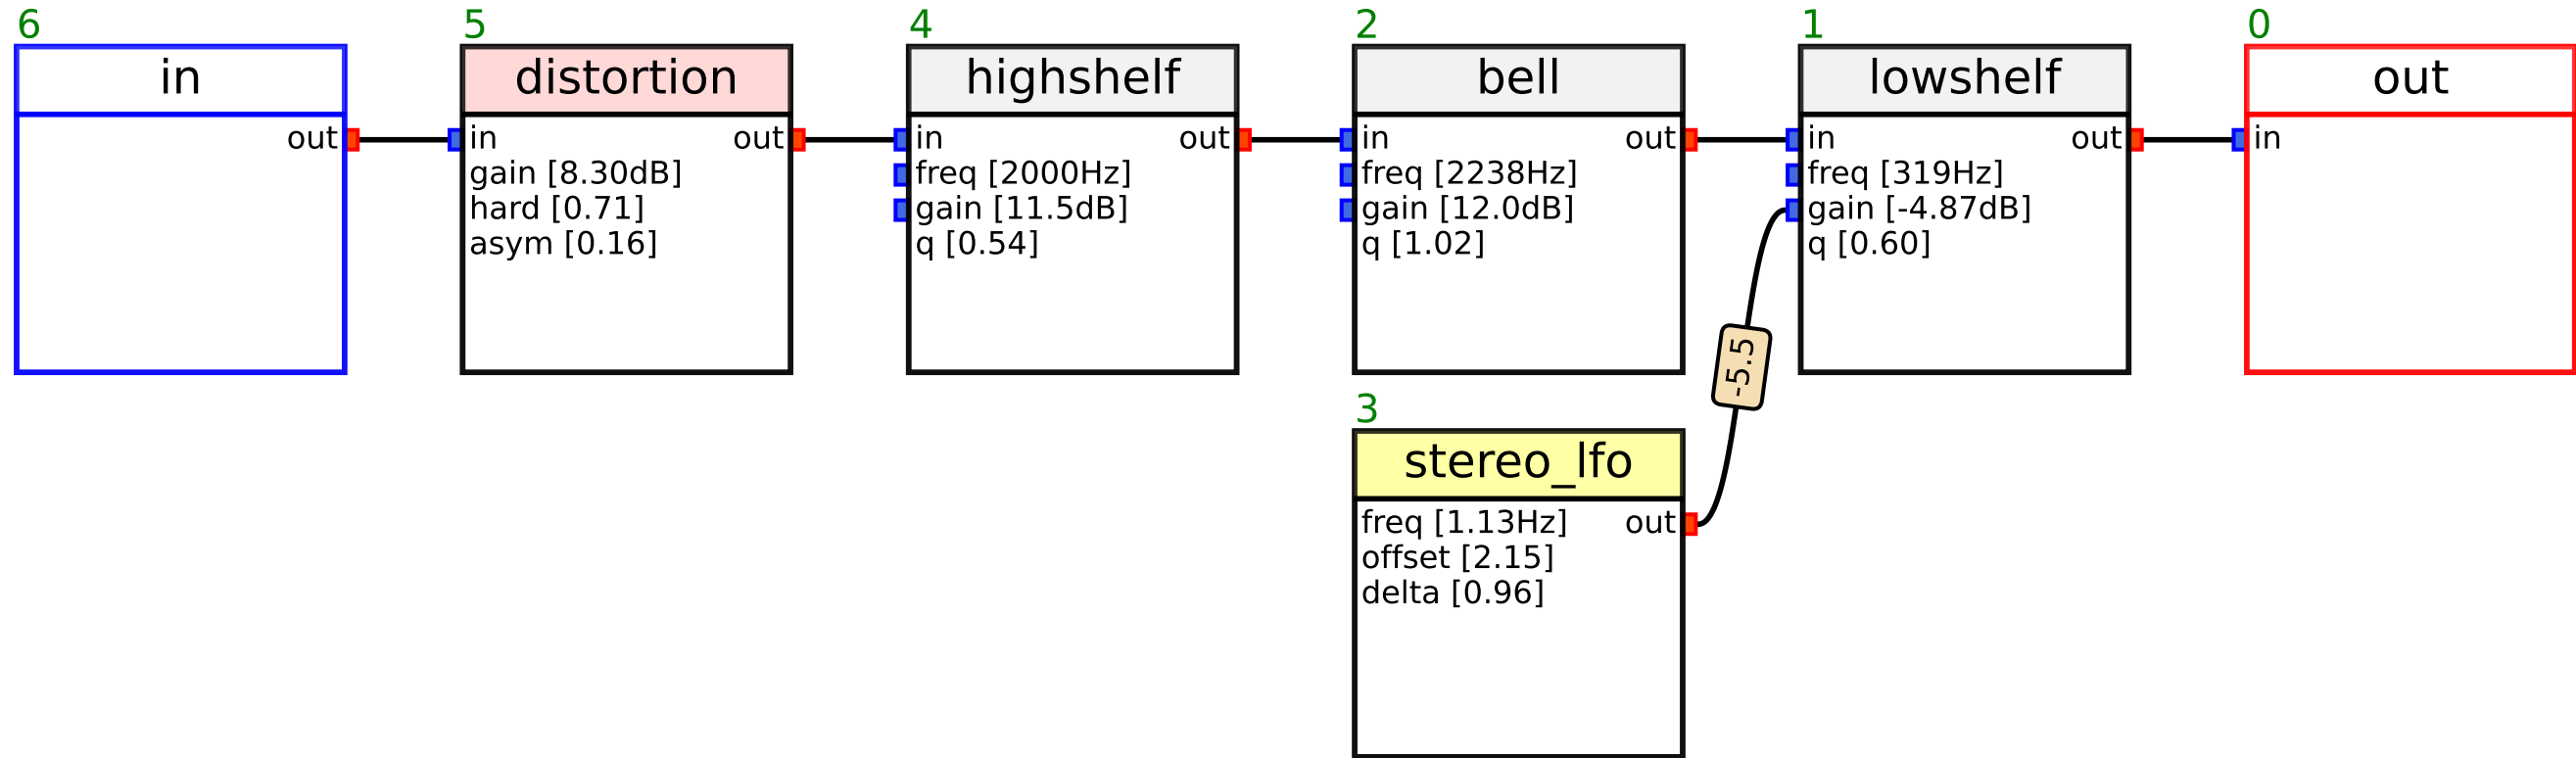 6
in
out
5
distortion
in out
gain [8.30dB]
hard [0.71]
asym [0.16]
4
highshelf
in out
freq [2000Hz]
gain [11.5dB]
q [0.54]
2
bell
in out
freq [2238Hz]
gain [12.0dB]
q [1.02]
1
lowshelf
in out
freq [319Hz]
gain [-4.87dB]
q [0.60]
0
out
in
-5.5
3
stereo_lfo
freq [1.13Hz] out
offset [2.15]
delta [0.96]